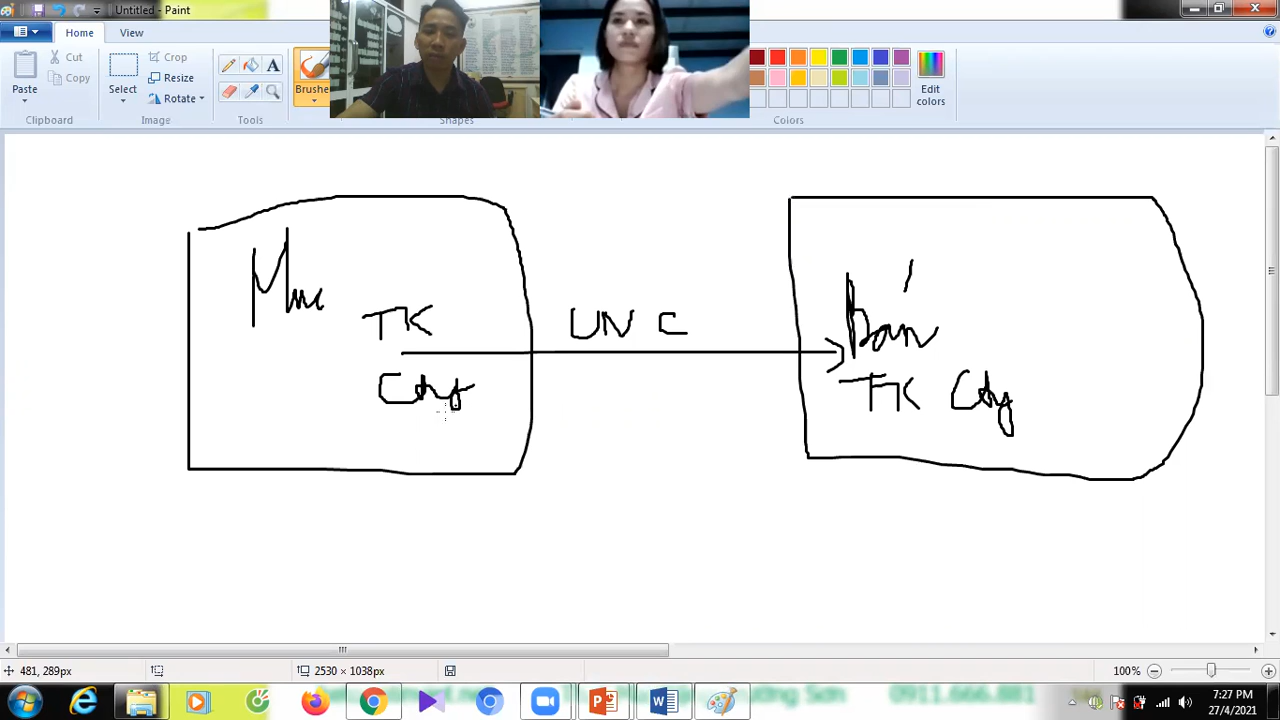 Untitled - Paint
Home
View
Cut
Copy
Paste
Clipboard
Select
Crop
Resize
Rotate
Image
Tools
Brushes
Shapes
Colors
Edit
colors
Mua
TK
Cty
UNC
Bán
TK Cty
481, 289px
2530 × 1038px
100%
7:27 PM
27/4/2021